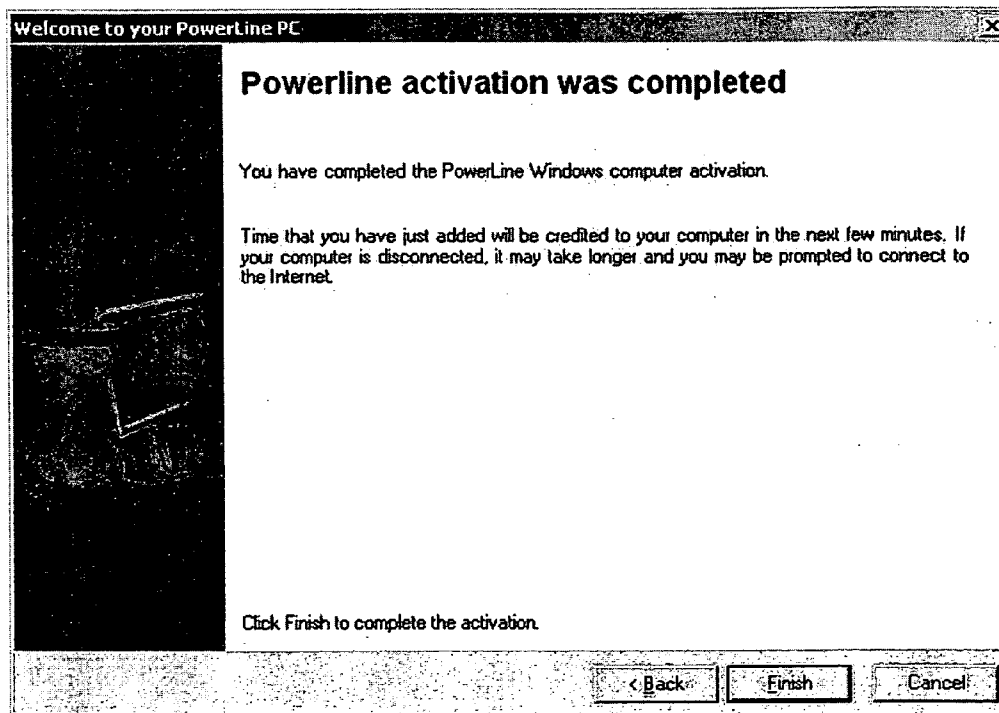 Welcome to your PowerLine PC
Powerline activation was completed
You have completed the PowerLine Windows computer activation.
Time that you have just added will be credited to your computer in the next few minutes. If
your computer is disconnected, it may take longer and you may be prompted to connect to
the Internet.
Click Finish to complete the activation.
< Back
Finish
Cancel